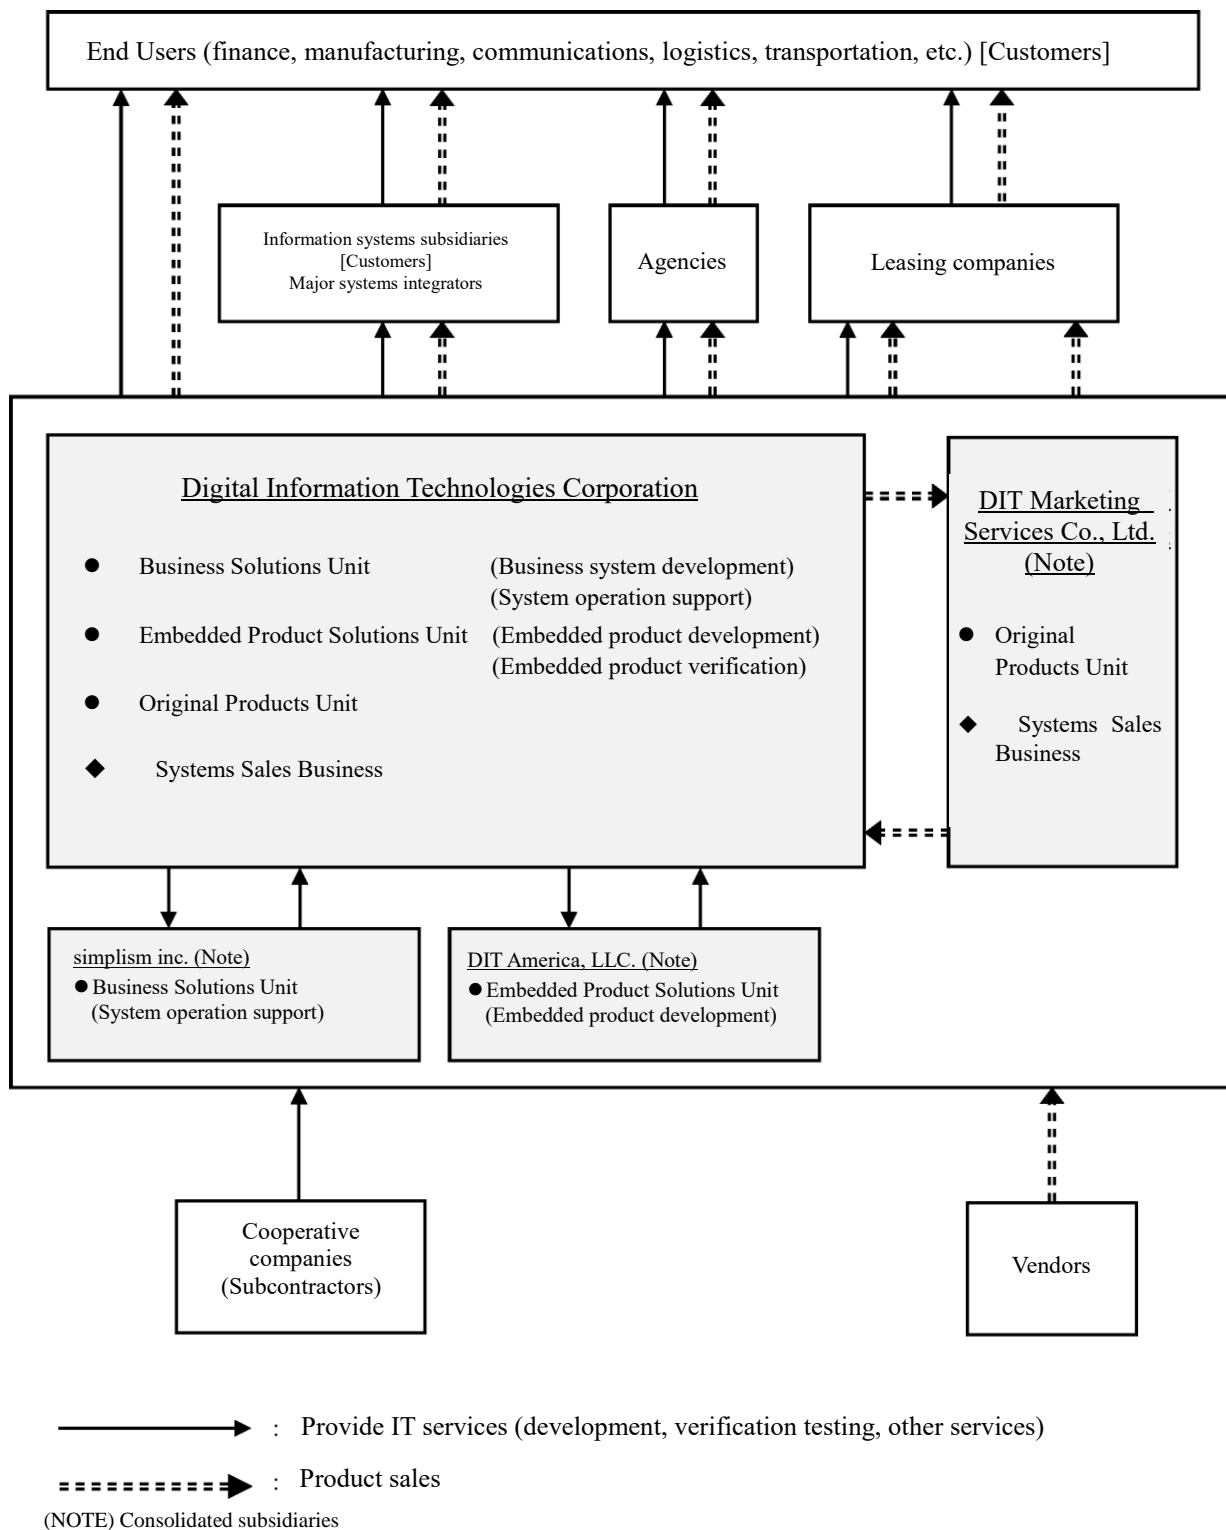 End Users (finance, manufacturing, communications, logistics, transportation, etc.) [Customers]
Information systems subsidiaries
[Customers]
Major systems integrators
Agencies
Leasing companies
Digital Information Technologies Corporation
● Business Solutions Unit (Business system development)
(System operation support)
● Embedded Product Solutions Unit (Embedded product development)
(Embedded product verification)
● Original Products Unit
◆ Systems Sales Business
DIT Marketing
Services Co., Ltd.
(Note)
● Original
Products Unit
◆ Systems Sales
Business
simplism inc. (Note)
● Business Solutions Unit
(System operation support)
DIT America, LLC. (Note)
● Embedded Product Solutions Unit
(Embedded product development)
Cooperative
companies
(Subcontractors)
Vendors
: Provide IT services (development, verification testing, other services)
: Product sales
(NOTE) Consolidated subsidiaries